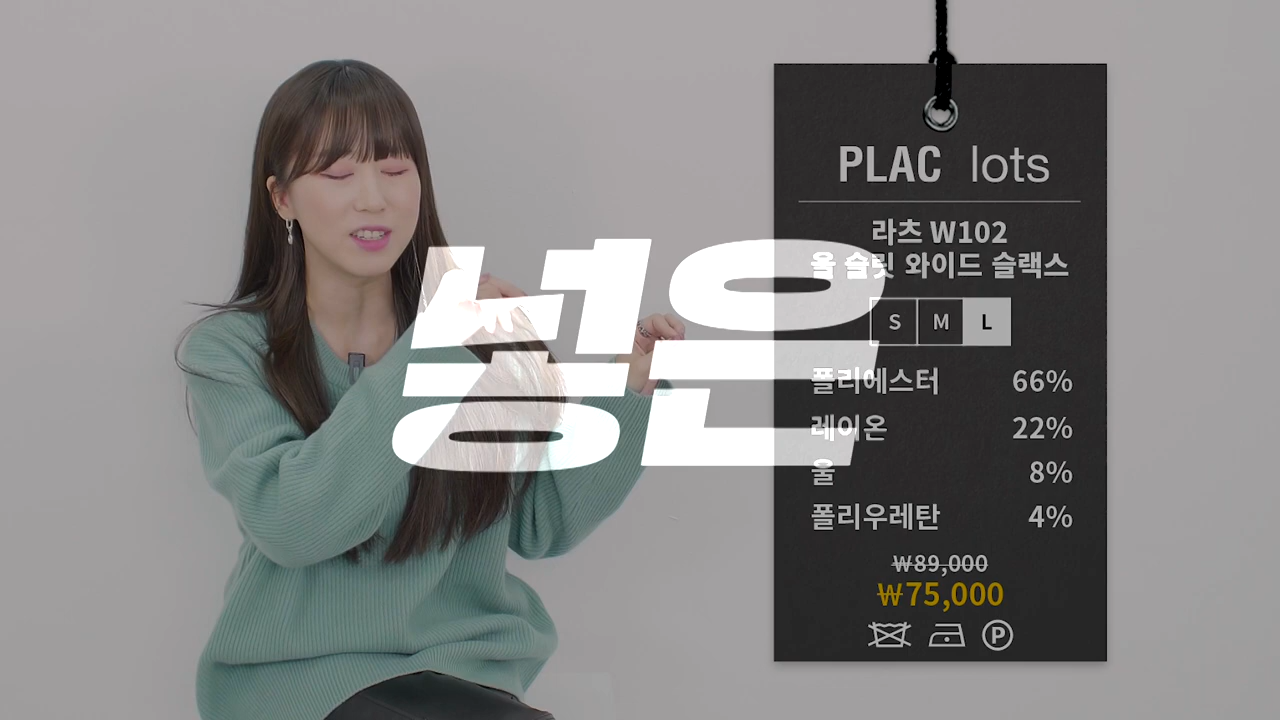 넝은
PLAC lots
라츠 W102
울 슬릿 와이드 슬랙스
S M L
폴리에스터 66%
레이온 22%
울 8%
폴리우레탄 4%
₩89,000
₩75,000
P